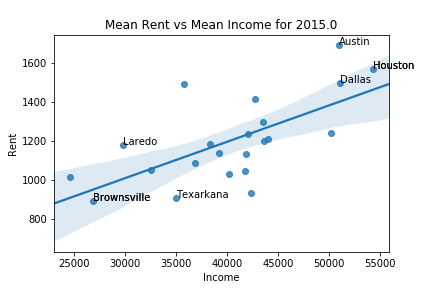 Mean Rent vs Mean Income for 2015.0
Austin
1600
Houston
Dallas
1400
Rent
1200
Laredo
1000
Texarkana
Brownsville
800
25000 30000 35000 40000 45000 50000 55000
Income